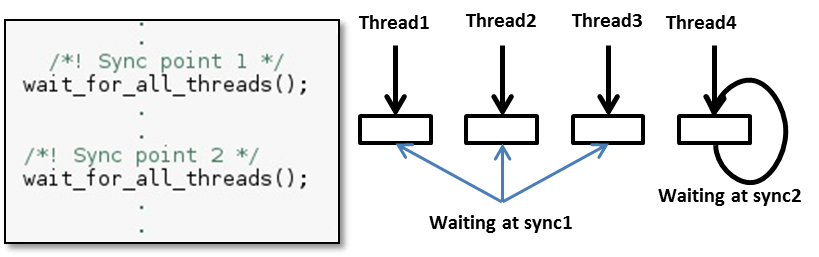 .
.
/*! Sync point 1 */
wait_for_all_threads();
.
.
/*! Sync point 2 */
wait_for_all_threads();
.
.
Thread1 Thread2 Thread3 Thread4
Waiting at sync2
Waiting at sync1